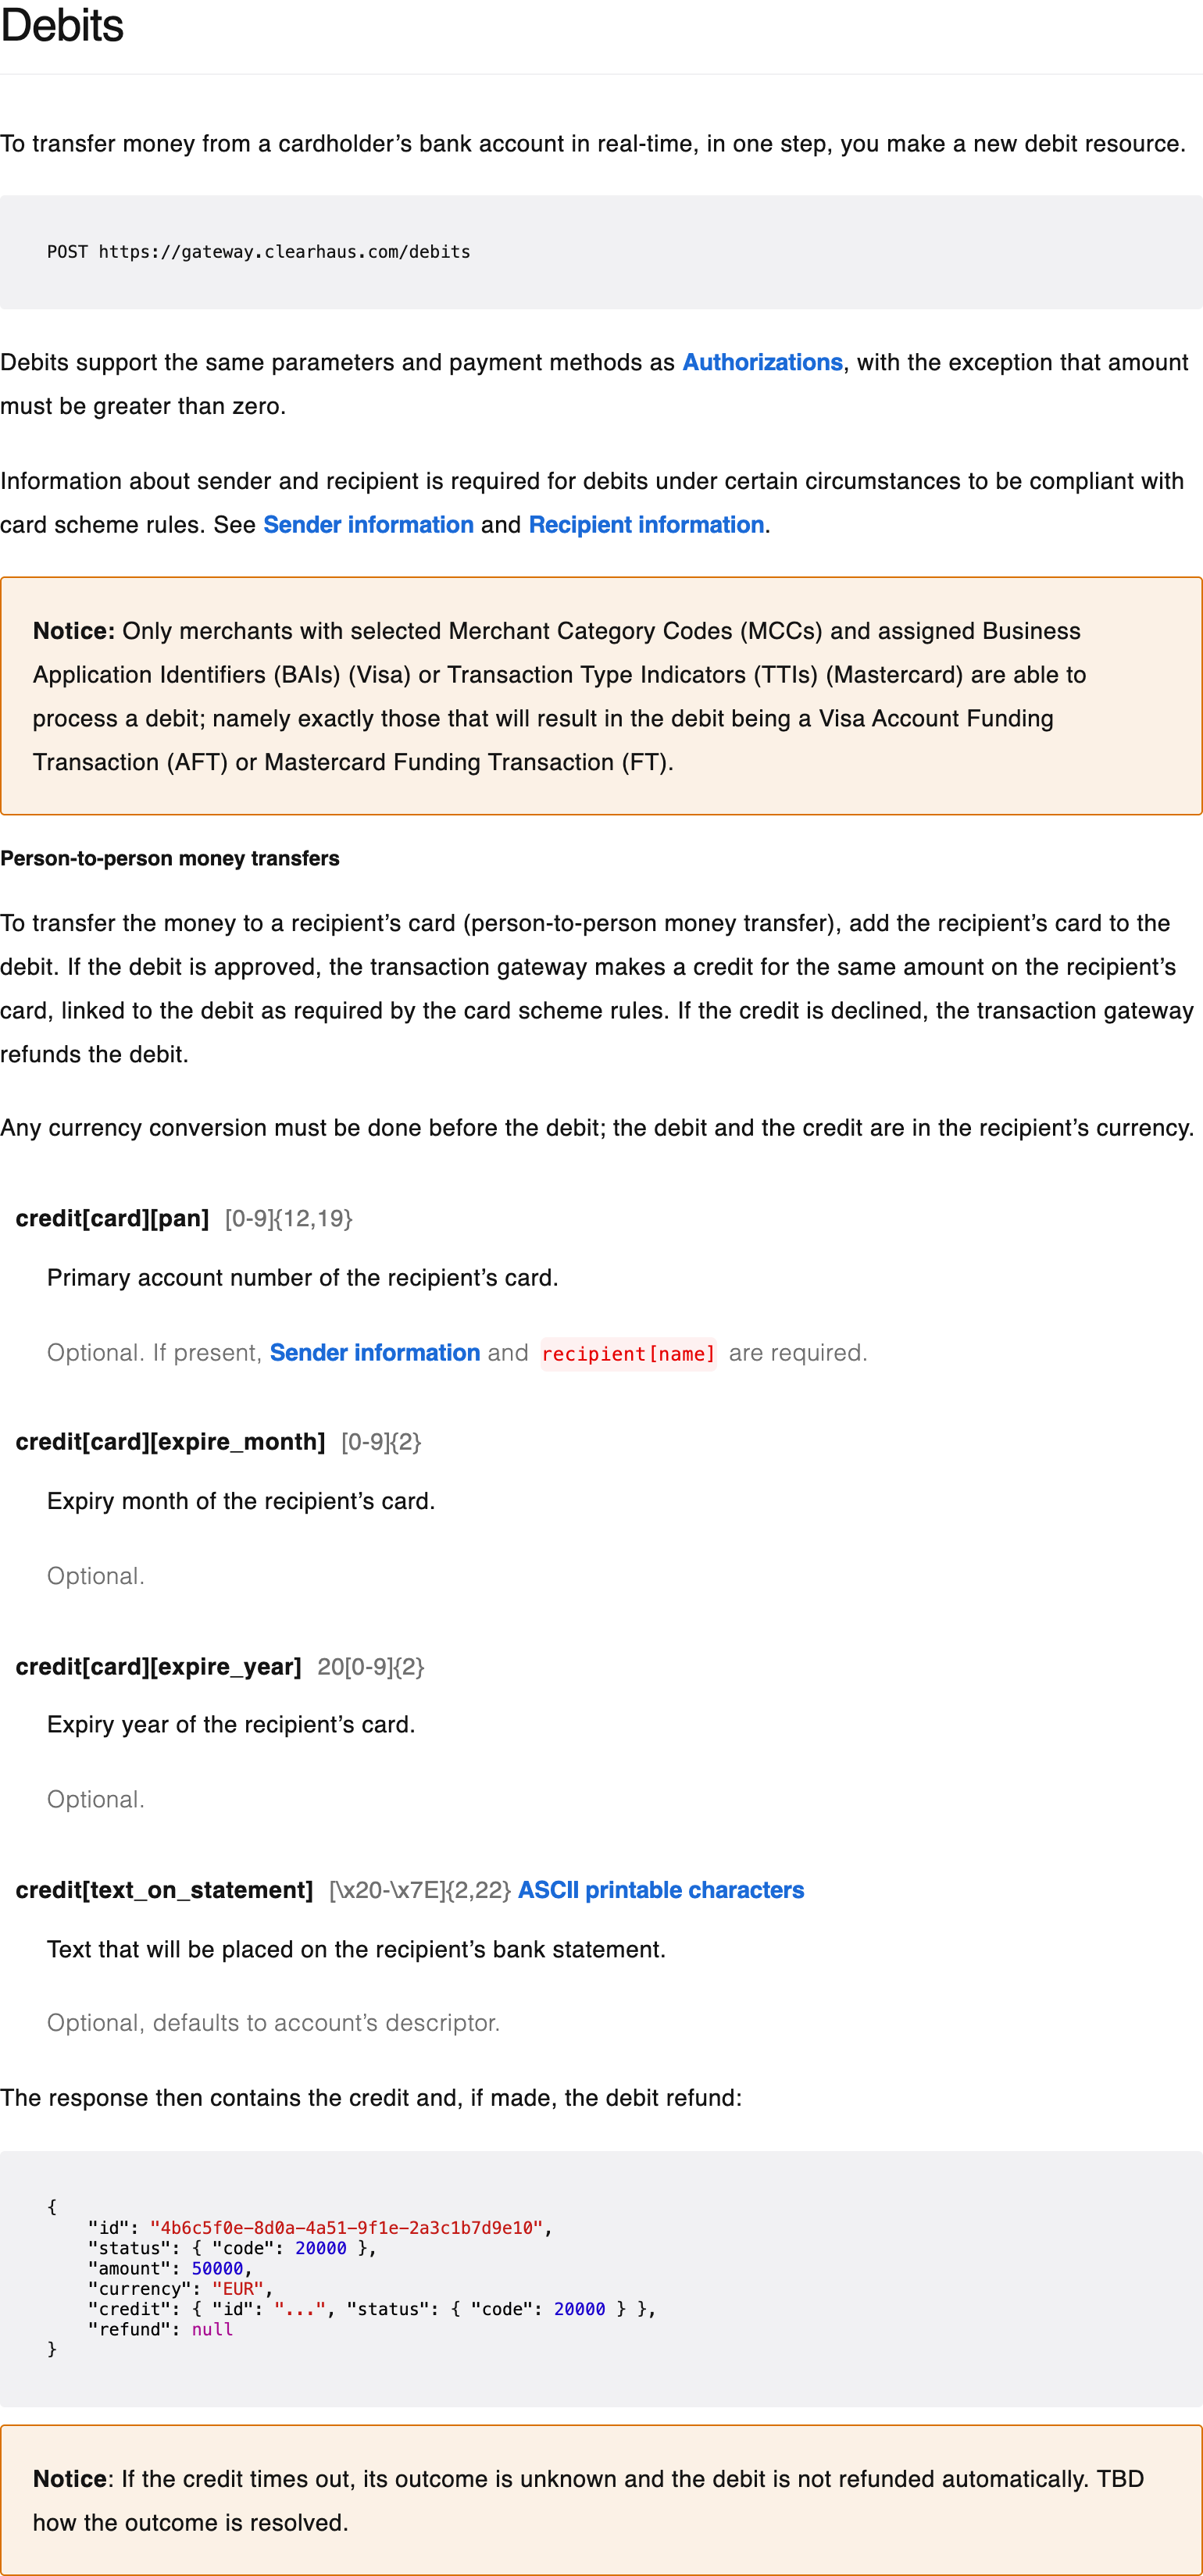 Debits
To transfer money from a cardholder’s bank account in real-time, in one step, you make a new debit resource.
POST https://gateway.clearhaus.com/debits
Debits support the same parameters and payment methods as Authorizations, with the exception that amount
must be greater than zero.
Information about sender and recipient is required for debits under certain circumstances to be compliant with
card scheme rules. See Sender information and Recipient information.
Notice: Only merchants with selected Merchant Category Codes (MCCs) and assigned Business
Application Identifiers (BAIs) (Visa) or Transaction Type Indicators (TTIs) (Mastercard) are able to
process a debit; namely exactly those that will result in the debit being a Visa Account Funding
Transaction (AFT) or Mastercard Funding Transaction (FT).
Person-to-person money transfers
To transfer the money to a recipient’s card (person-to-person money transfer), add the recipient’s card to the
debit. If the debit is approved, the transaction gateway makes a credit for the same amount on the recipient’s
card, linked to the debit as required by the card scheme rules. If the credit is declined, the transaction gateway
refunds the debit.
Any currency conversion must be done before the debit; the debit and the credit are in the recipient’s currency.
credit[card][pan] [0-9]{12,19}
Primary account number of the recipient’s card.
Optional. If present, Sender information and recipient[name] are required.
credit[card][expire_month] [0-9]{2}
Expiry month of the recipient’s card.
Optional.
credit[card][expire_year] 20[0-9]{2}
Expiry year of the recipient’s card.
Optional.
credit[text_on_statement] [\x20-\x7E]{2,22} ASCII printable characters
Text that will be placed on the recipient’s bank statement.
Optional, defaults to account’s descriptor.
The response then contains the credit and, if made, the debit refund:
{
    "id": "4b6c5f0e-8d0a-4a51-9f1e-2a3c1b7d9e10",
    "status": { "code": 20000 },
    "amount": 50000,
    "currency": "EUR",
    "credit": { "id": "...", "status": { "code": 20000 } },
    "refund": null
}
Notice: If the credit times out, its outcome is unknown and the debit is not refunded automatically. TBD
how the outcome is resolved.